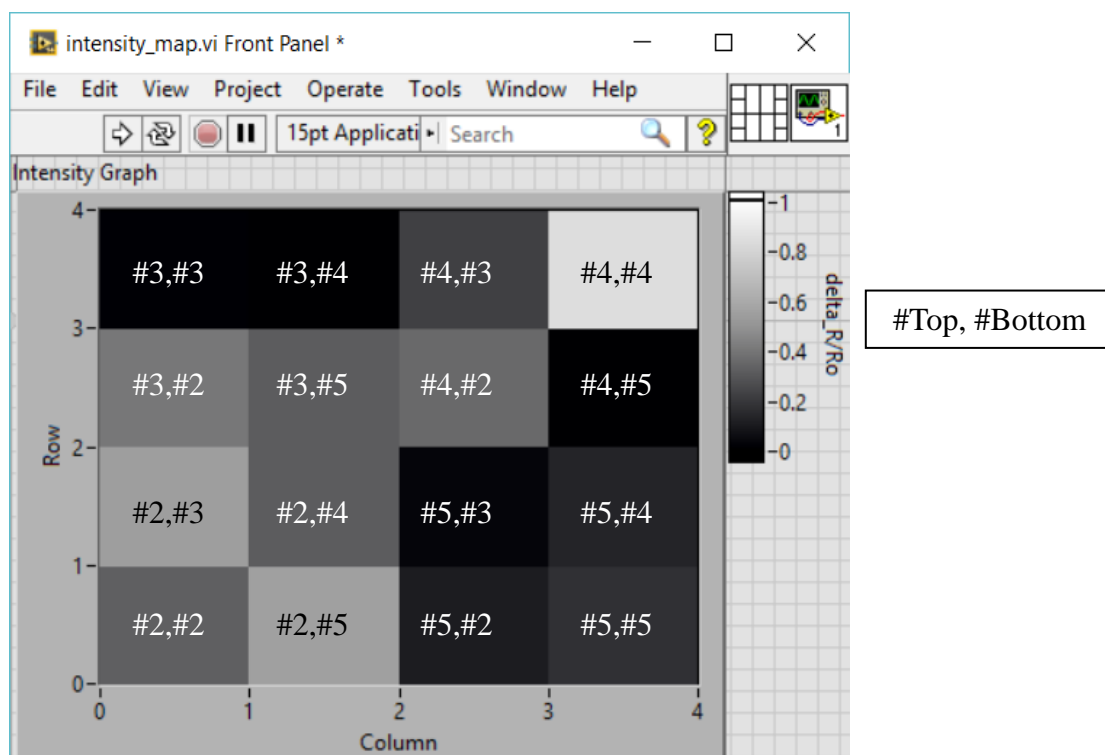 intensity_map.vi Front Panel *
File Edit View Project Operate Tools Window Help
15pt Applicati Search ?
1
Intensity Graph
4
#3,#3 #3,#4 #4,#3 #4,#4
3
#3,#2 #3,#5 #4,#2 #4,#5
2
#2,#3 #2,#4 #5,#3 #5,#4
1
#2,#2 #2,#5 #5,#2 #5,#5
0
Row
0 1 2 3 4
Column
1
0.8
0.6
0.4
0.2
0
delta_R/Ro
#Top, #Bottom